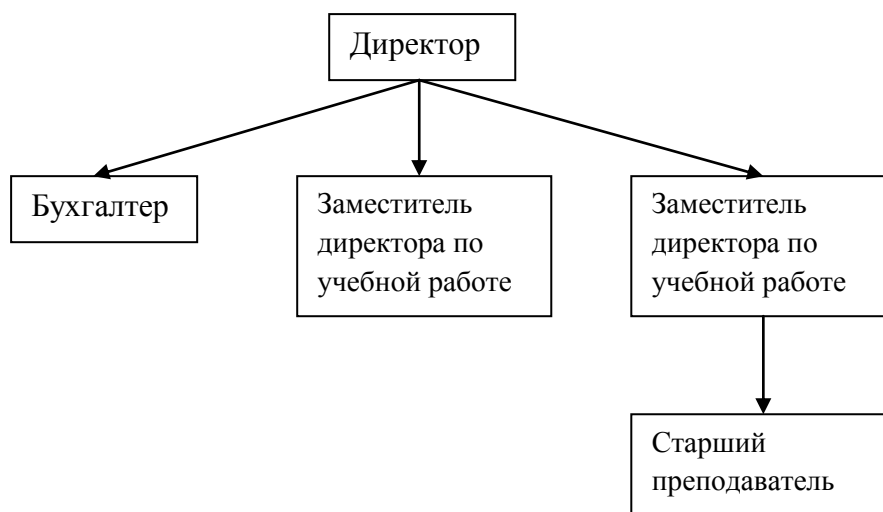 Директор
Бухгалтер
Заместитель
директора по
учебной работе
Заместитель
директора по
учебной работе
Старший
преподаватель